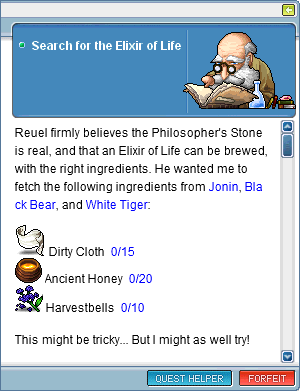 Search for the Elixir of Life
Reuel firmly believes the Philosopher's Stone
is real, and that an Elixir of Life can be brewed,
with the right ingredients. He wanted me to
fetch the following ingredients from Jonin, Bla
ck Bear, and White Tiger:
Dirty Cloth 0/15
Ancient Honey 0/20
Harvestbells 0/10
This might be tricky... But I might as well try!
QUEST HELPER FORFEIT